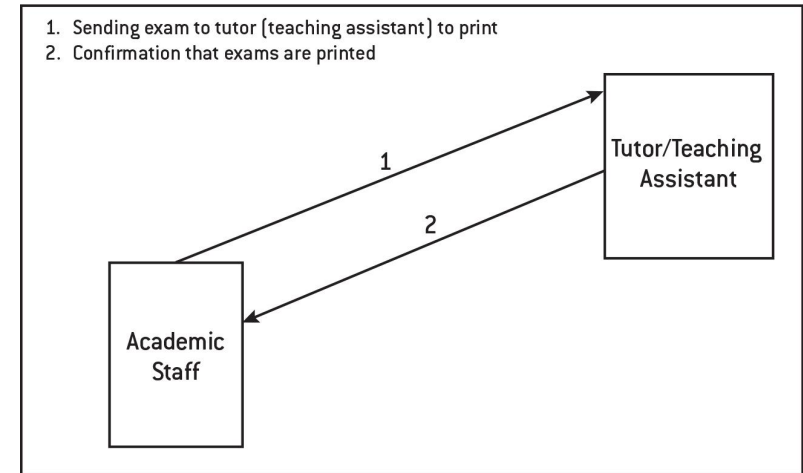 1. Sending exam to tutor (teaching assistant) to print
2. Confirmation that exams are printed
1
Tutor/Teaching
Assistant
2
Academic
Staff